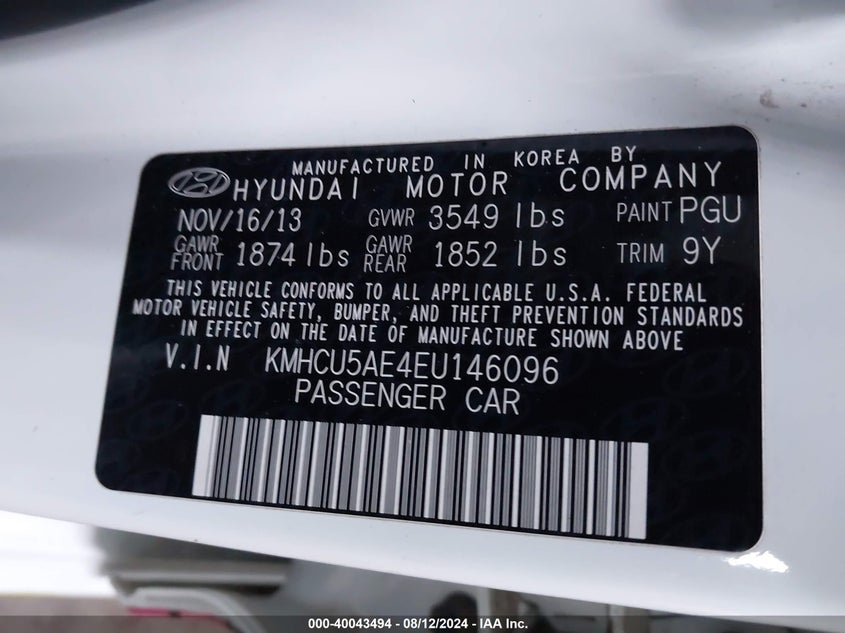 MANUFACTURED IN KOREA BY
HYUNDAI MOTOR COMPANY
NOV/16/13 GVWR 3549 lbs PAINT PGU
GAWR FRONT 1874 lbs GAWR REAR 1852 lbs TRIM 9Y
THIS VEHICLE CONFORMS TO ALL APPLICABLE U.S.A. FEDERAL
MOTOR VEHICLE SAFETY, BUMPER, AND THEFT PREVENTION STANDARDS
IN EFFECT ON THE DATE OF MANUFACTURE SHOWN ABOVE
V.I.N KMHCU5AE4EU146096
PASSENGER CAR
000-40043494 - 08/12/2024 - IAA Inc.